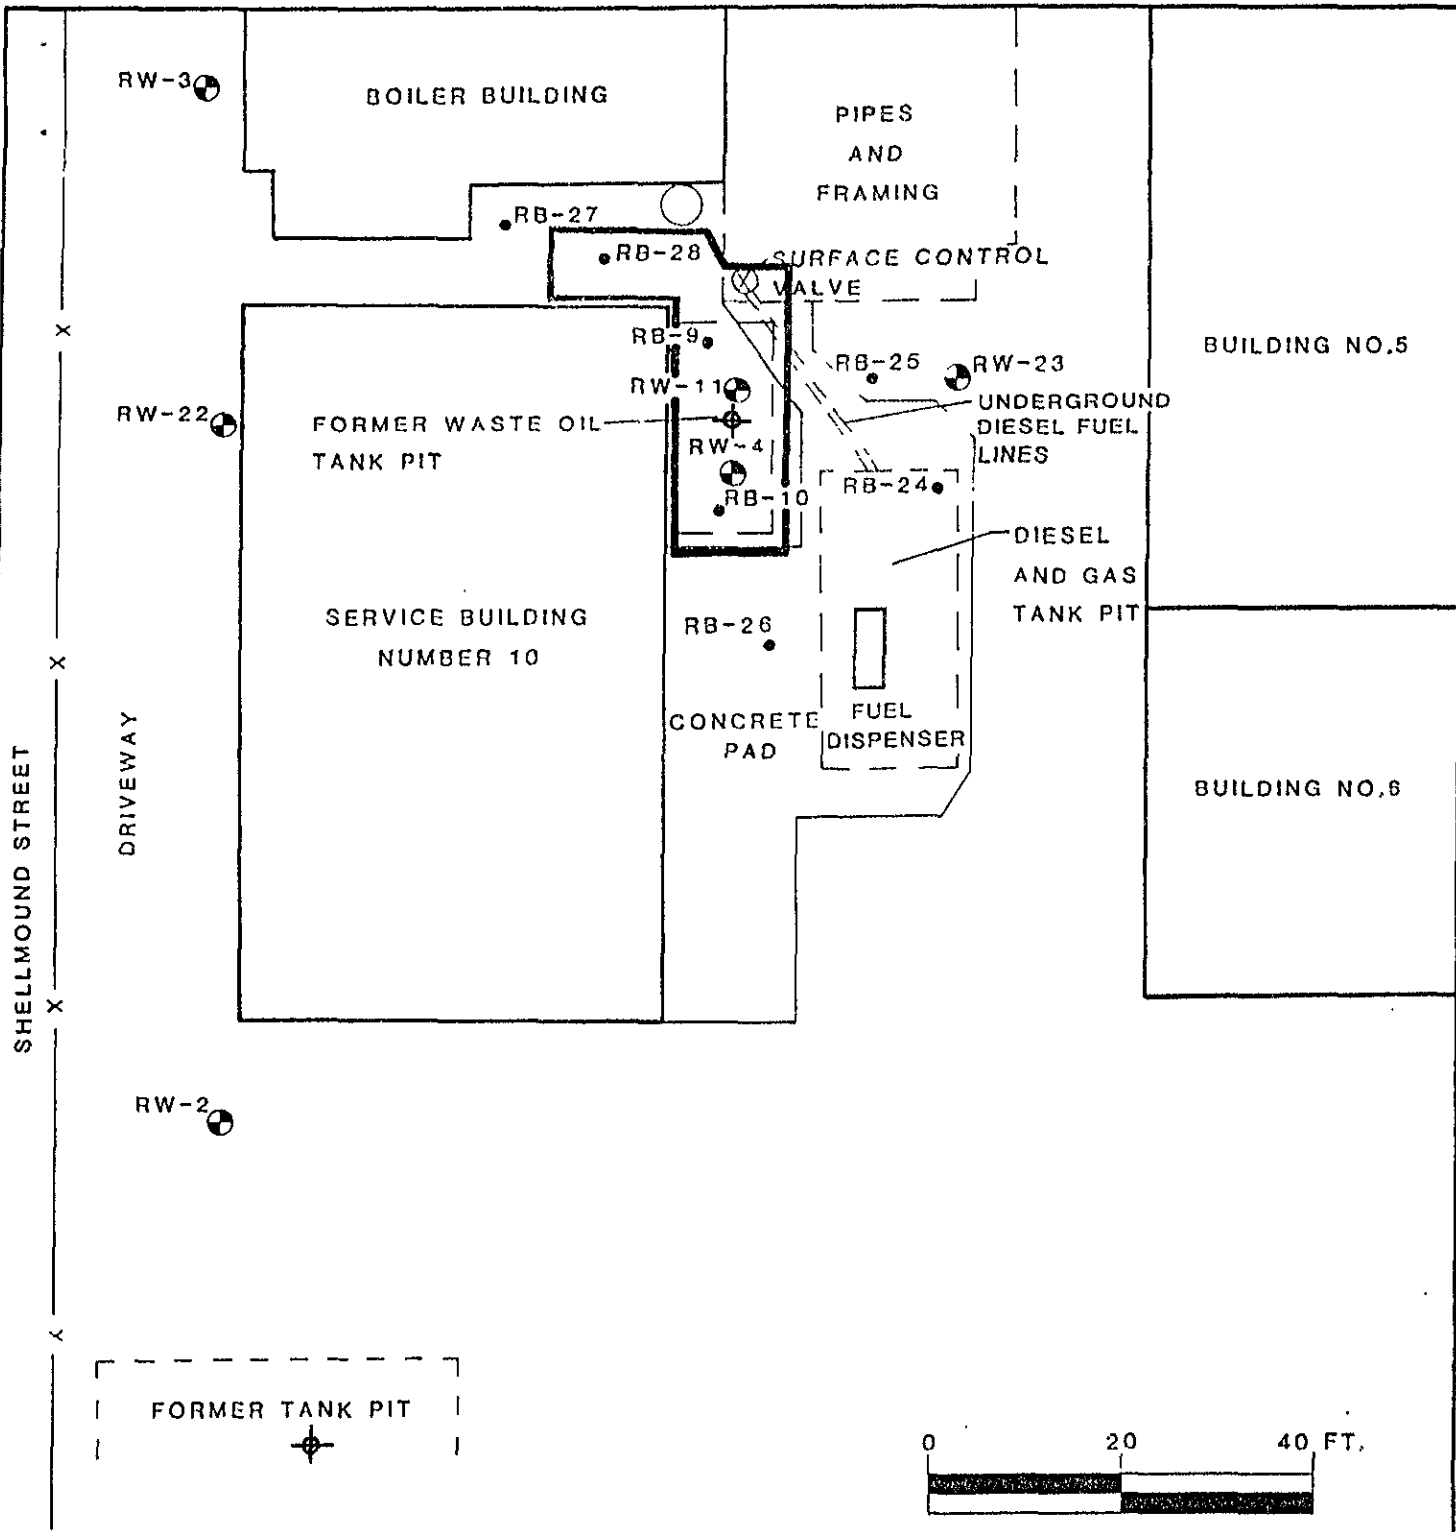 RW-3
BOILER BUILDING
PIPES
AND
FRAMING
RB-27
RB-28
SURFACE CONTROL
VALVE
RB-9
RB-25
RW-23
BUILDING NO.5
RW-11
RW-22
FORMER WASTE OIL
TANK PIT
UNDERGROUND
DIESEL FUEL
LINES
RW-4
RB-10
RB-24
DIESEL
AND GAS
TANK PIT
SERVICE BUILDING
NUMBER 10
RB-26
CONCRETE
PAD
FUEL
DISPENSER
SHELLMOUND STREET
DRIVEWAY
BUILDING NO.6
RW-2
FORMER TANK PIT
0 20 40 FT.